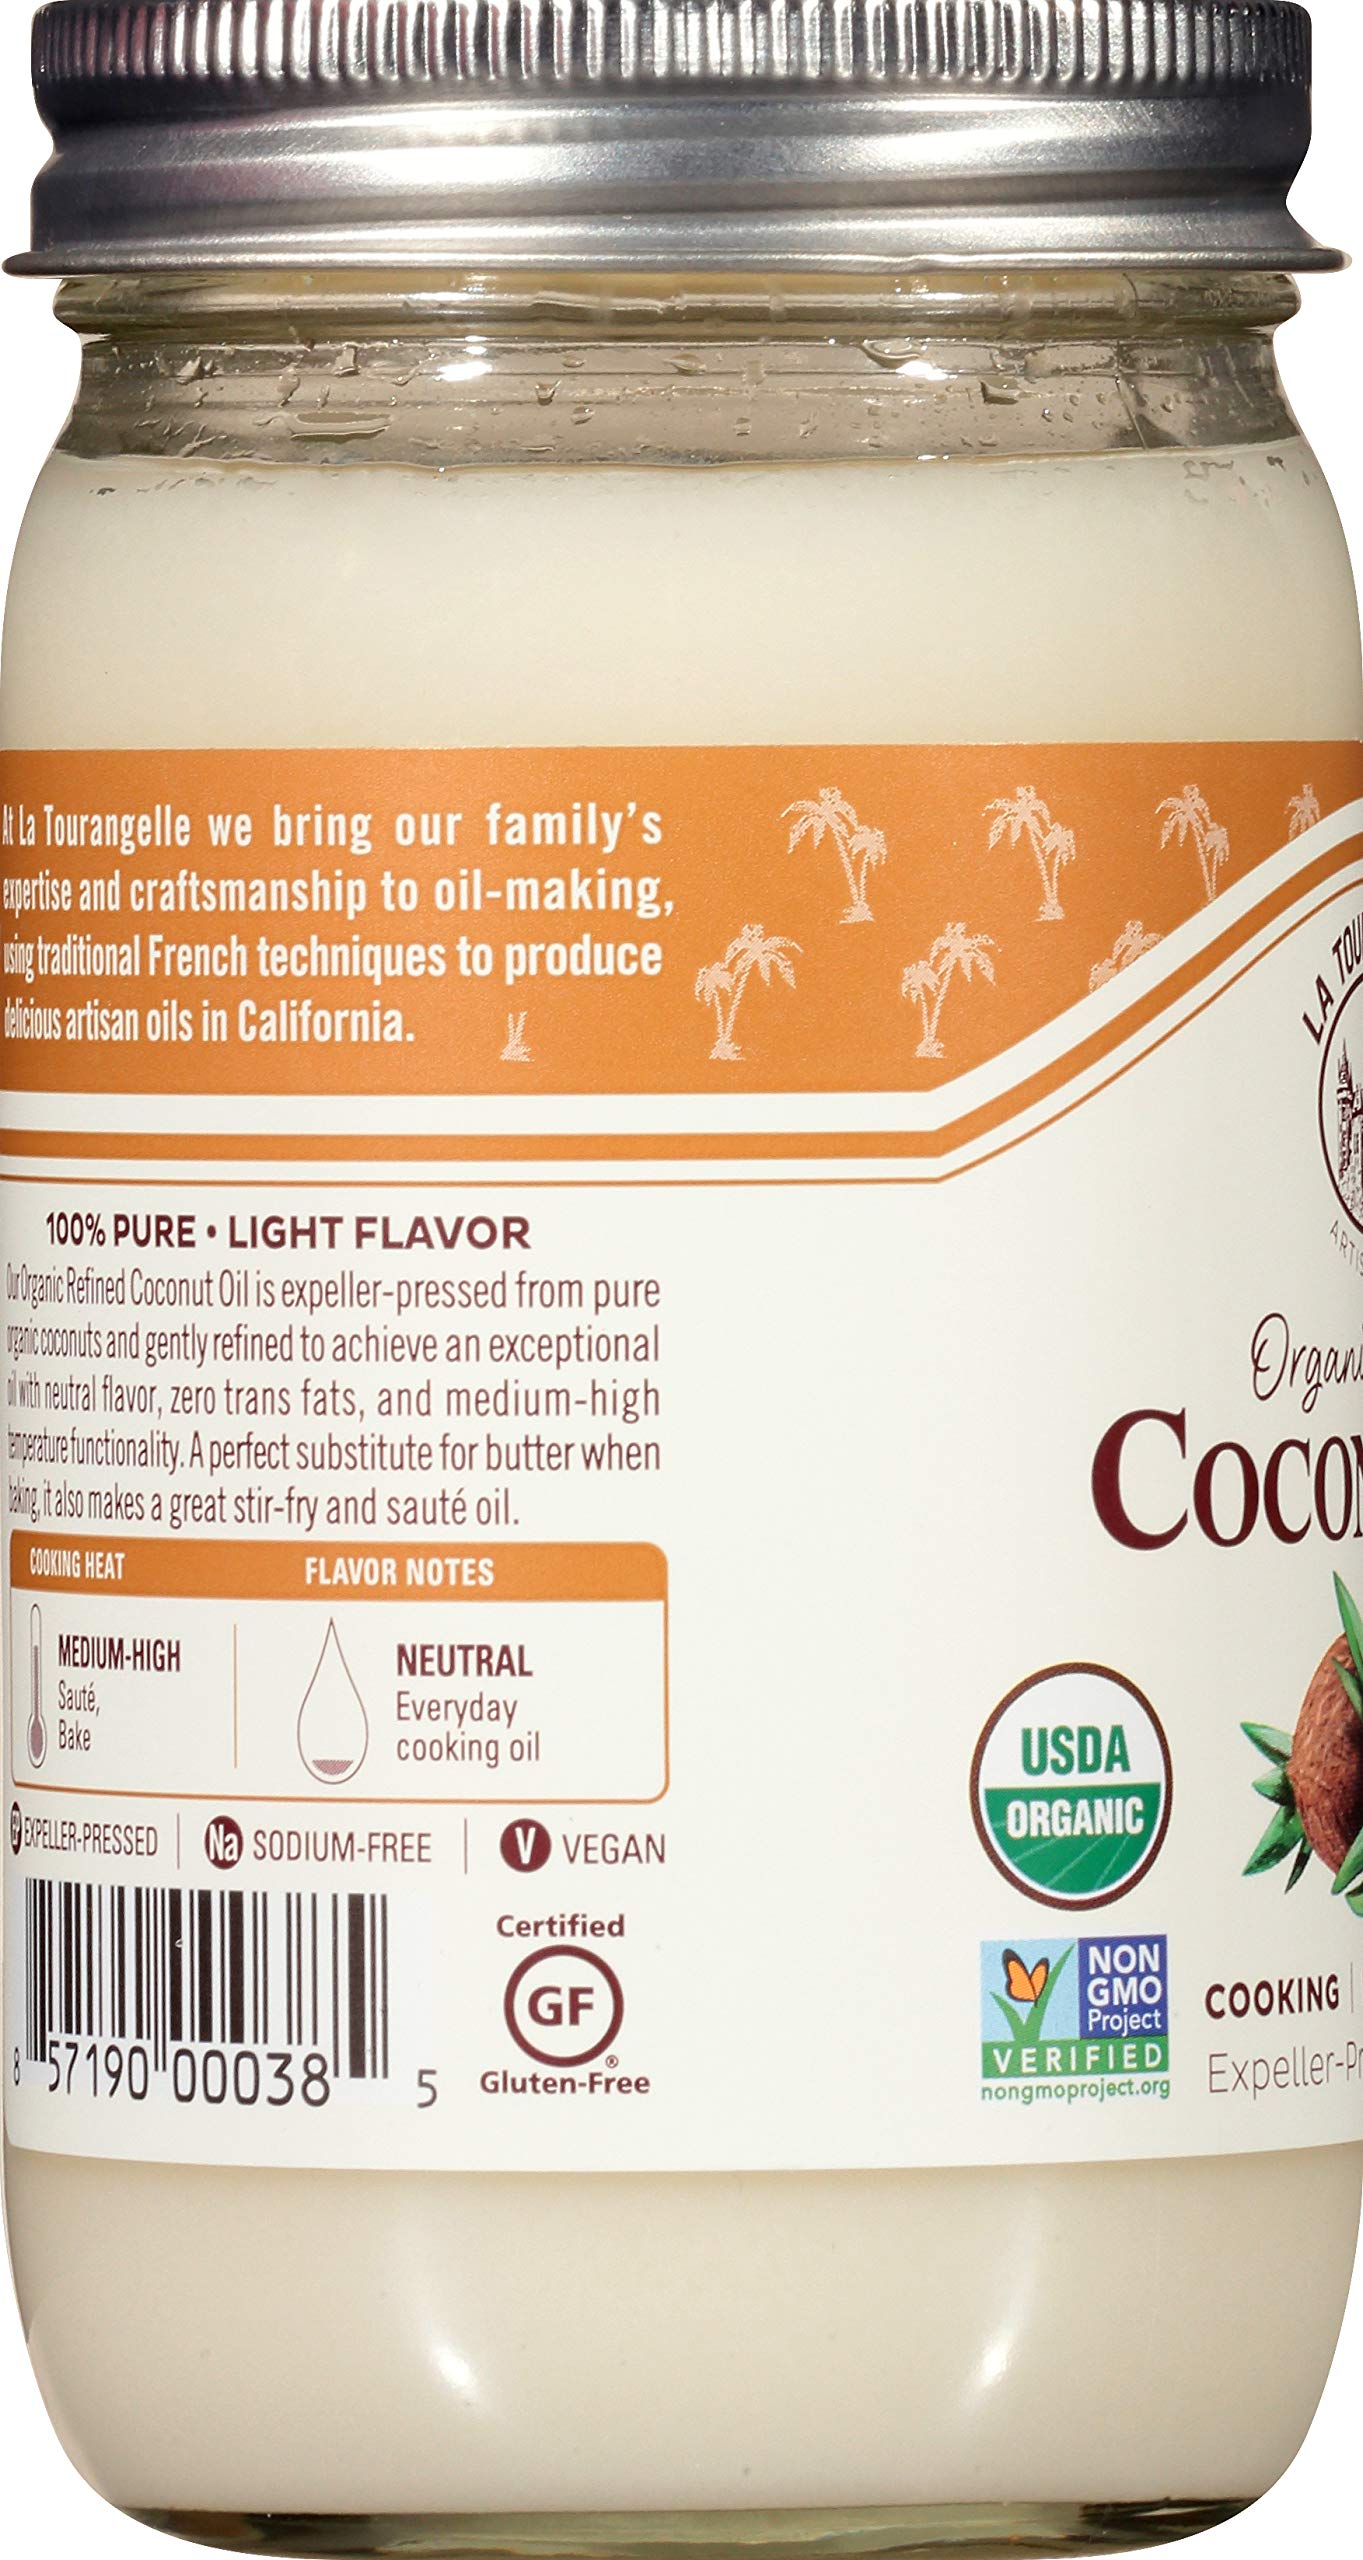 At La Tourangelle we bring our family's
expertise and craftsmanship to oil-making,
using traditional French techniques to produce
delicious artisan oils in California.
100% PURE • LIGHT FLAVOR
Our Organic Refined Coconut Oil is expeller-pressed from pure
organic coconuts and gently refined to achieve an exceptional
oil with neutral flavor, zero trans fats, and medium-high
temperature functionality. A perfect substitute for butter when
baking, it also makes a great stir-fry and sauté oil.
COOKING HEAT
FLAVOR NOTES
MEDIUM-HIGH
Sauté,
Bake
NEUTRAL
Everyday
cooking oil
EP EXPELLER-PRESSED
Na SODIUM-FREE
V VEGAN
8 57190 00038 5
Certified
GF
®
Gluten-Free
LA TOU
ARTIS
Organi
COCON
USDA
ORGANIC
NON
GMO
Project
VERIFIED
nongmoproject.org
COOKING |
Expeller-Pr